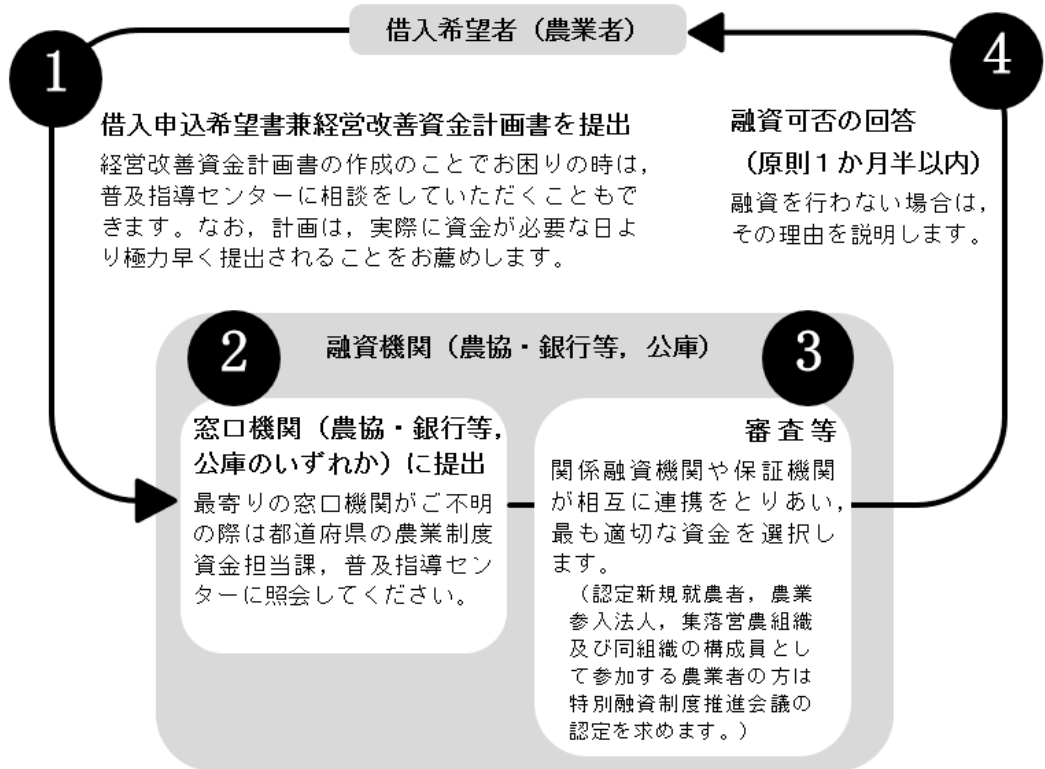 借入希望者（農業者）
1
借入申込希望書兼経営改善資金計画書を提出
経営改善資金計画書の作成のことでお困りの時は，
普及指導センターに相談をしていただくこともで
きます。なお，計画は，実際に資金が必要な日よ
り極力早く提出されることをお薦めします。
融資機関（農協・銀行等，公庫）
2
窓口機関（農協・銀行等，
公庫のいずれか）に提出
最寄りの窓口機関がご不明
の際は都道府県の農業制度
資金担当課，普及指導セン
ターに照会してください。
3
審査等
関係融資機関や保証機関
が相互に連携をとりあい，
最も適切な資金を選択し
ます。
（認定新規就農者，農業
参入法人，集落営農組織
及び同組織の構成員とし
て参加する農業者の方は
特別融資制度推進会議の
認定を求めます。）
4
融資可否の回答
（原則１か月半以内）
融資を行わない場合は，
その理由を説明します。